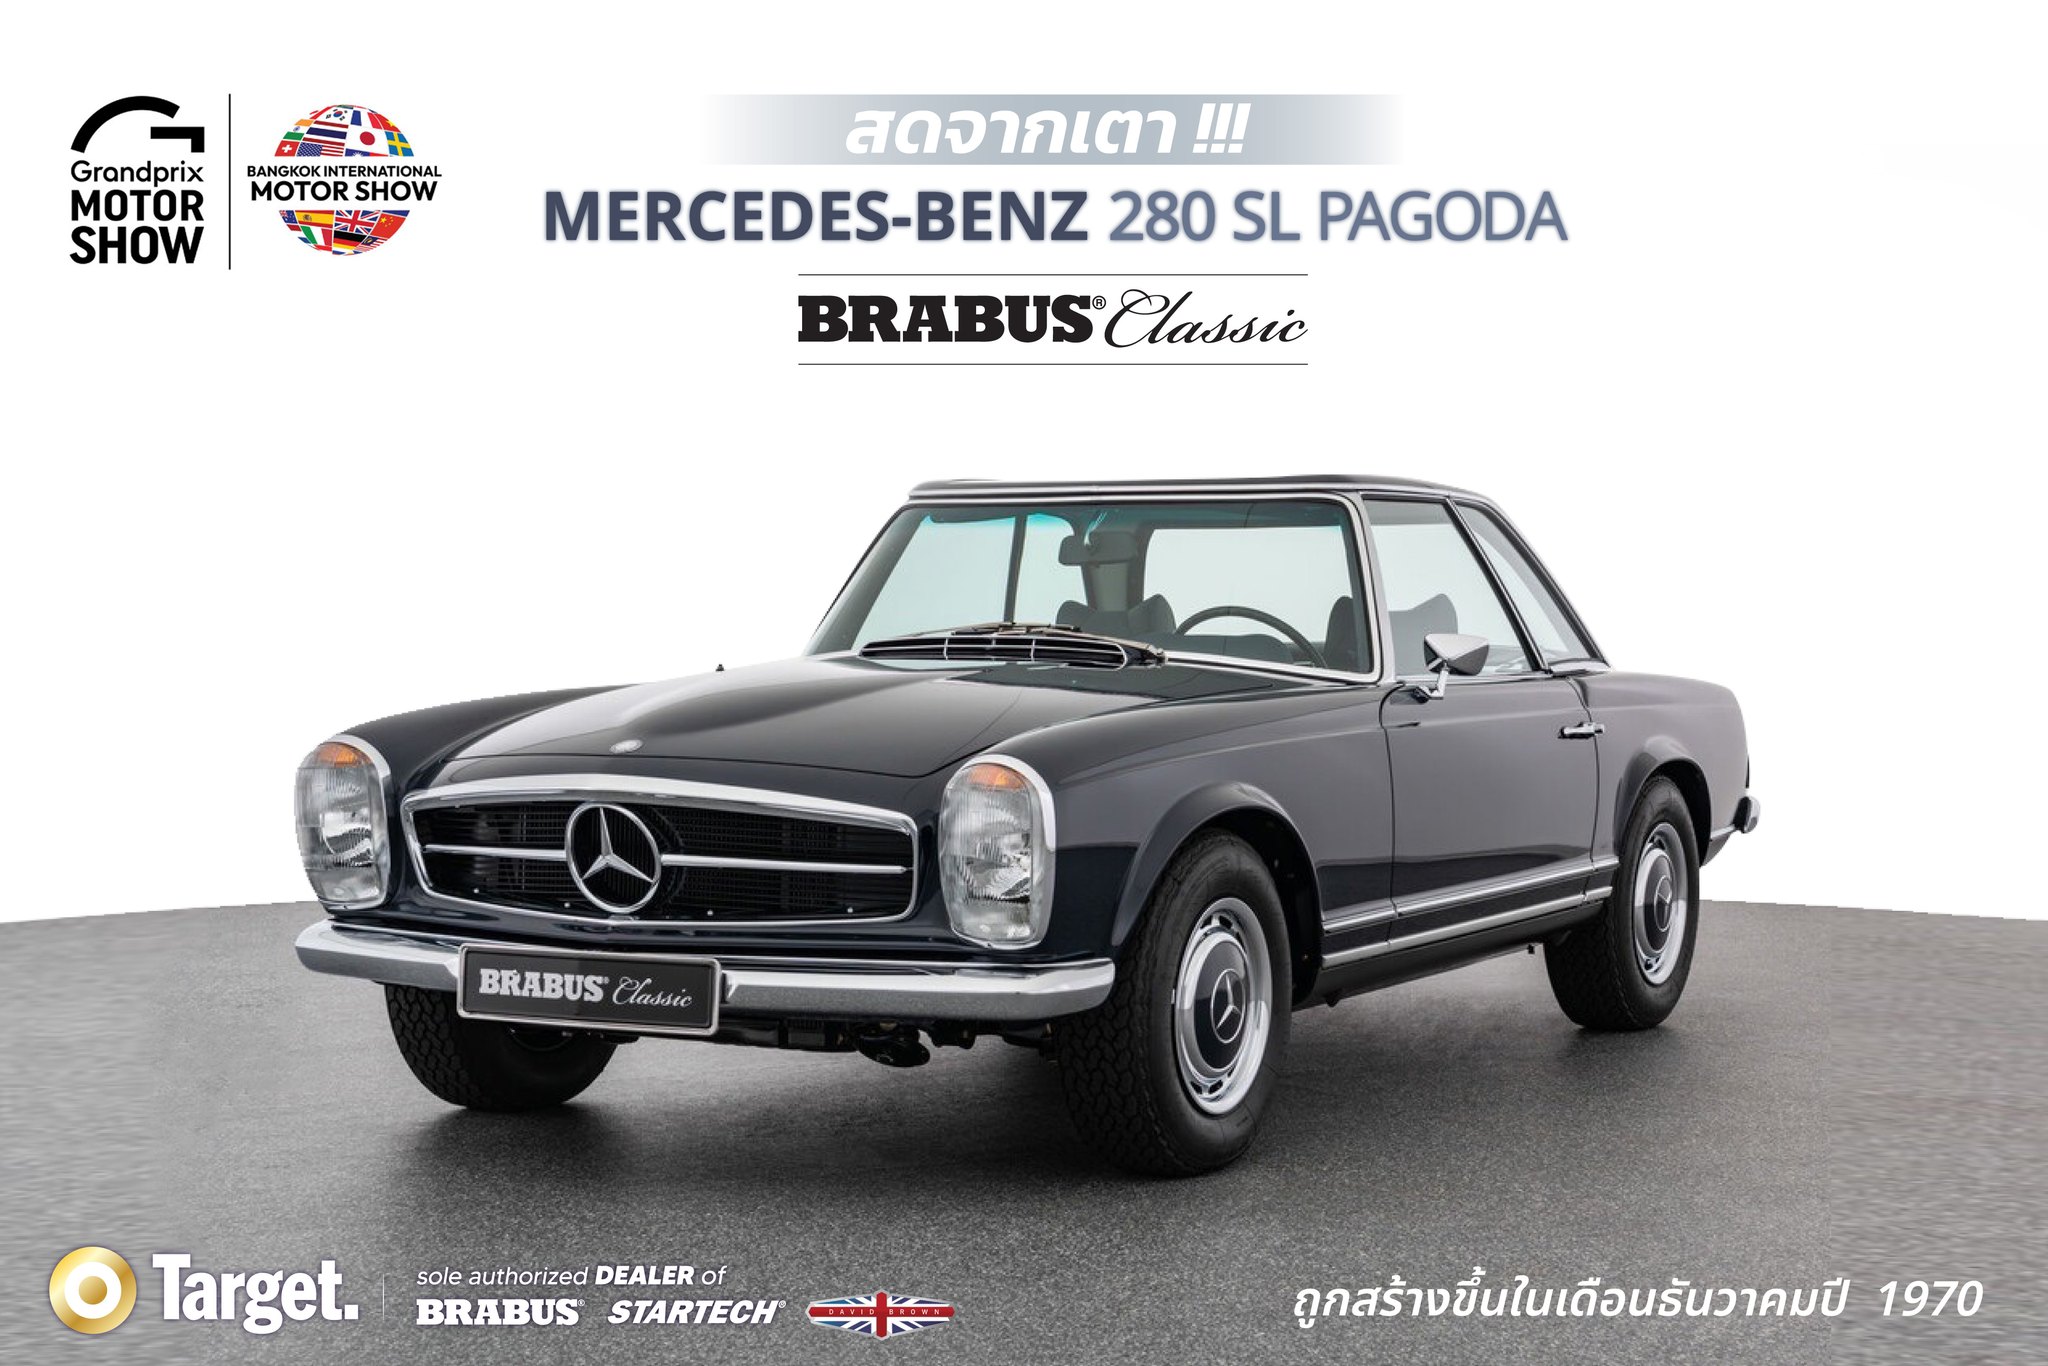 Grandprix
MOTOR
SHOW
BANGKOK INTERNATIONAL
MOTOR SHOW
สดจากเตา !!!
MERCEDES-BENZ 280 SL PAGODA
BRABUS® Classic
BRABUS® Classic
Target.
sole authorized DEALER of
BRABUS® STARTECH®
DAVID BROWN
ถูกสร้างขึ้นในเดือนธันวาคมปี 1970